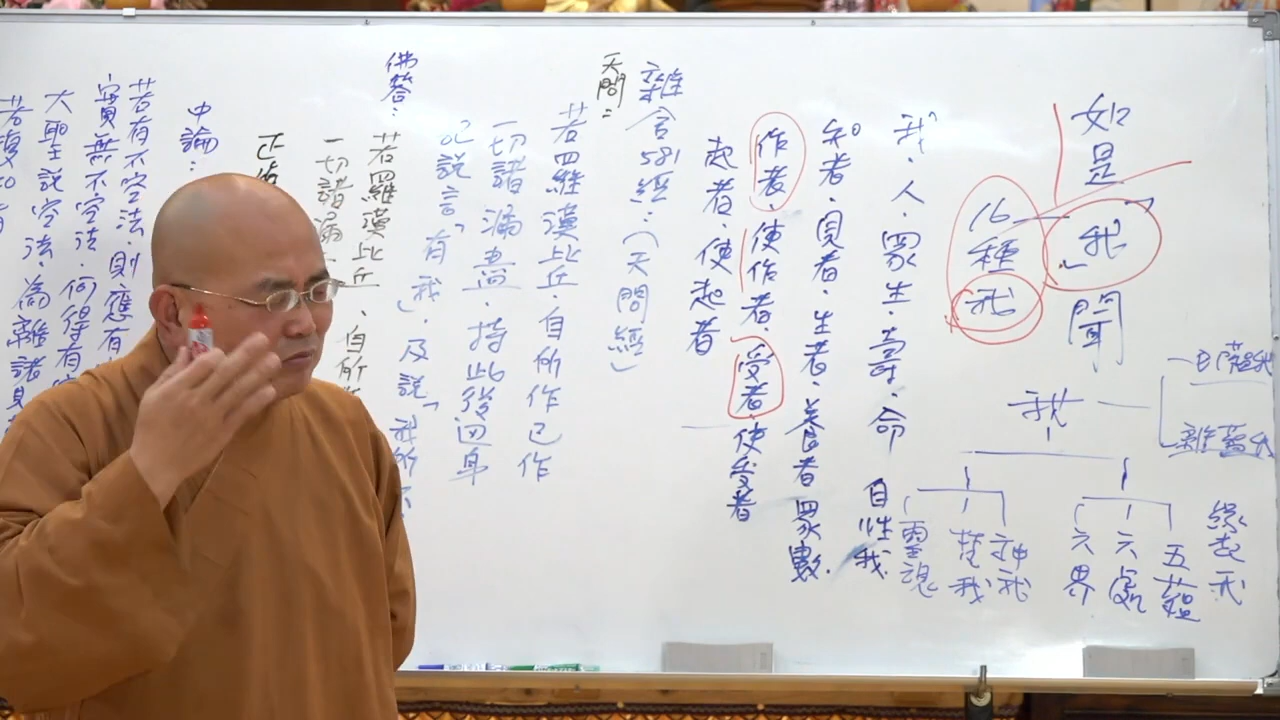 如是「我」聞
16種我
我
即蘊我
離蘊我
緣起我
五蘊
六處
六界
神我
梵我
靈魂
自性我
我、人、眾生、壽、命
知者、見者、生者、養者、眾數、
作者、使作者、受者、使受者
起者、使起者
雜含581經:(天問經)
天問:
若羅漢比丘、自所作已作
一切諸漏盡、持此後邊身
記說言「有我」、及說「我所」不
佛答:
若羅漢比丘、自所
一切諸漏
中論:
若有不空法、則應有
實無不空法、何得有空
大聖說空法、為離諸見
若復